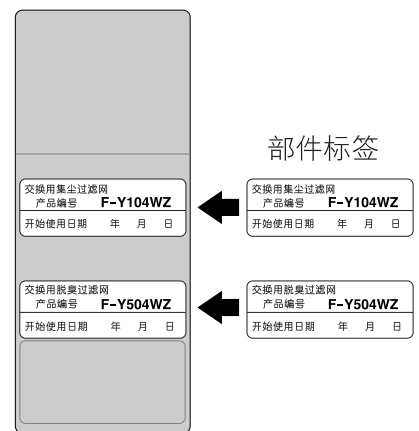 部件标签
交换用集尘过滤网
产品编号 F-Y104WZ
开始使用日期 年 月 日
交换用集尘过滤网
产品编号 F-Y104WZ
开始使用日期 年 月 日
交换用脱臭过滤网
产品编号 F-Y504WZ
开始使用日期 年 月 日
交换用脱臭过滤网
产品编号 F-Y504WZ
开始使用日期 年 月 日